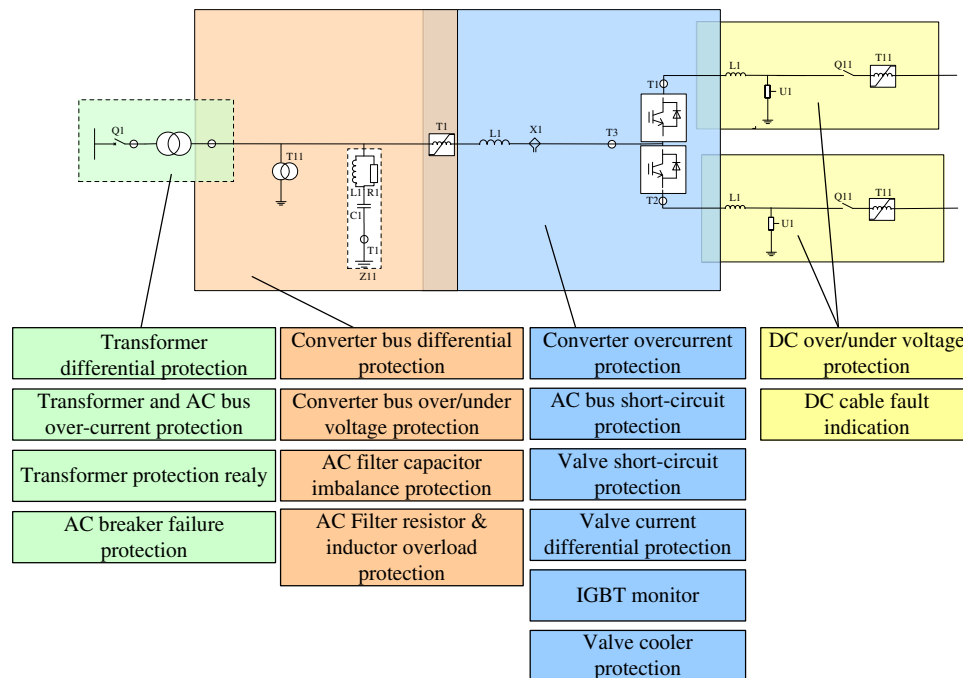 Q1
T11
L1
R1
C1
T1
Z11
T1
L1
X1
T3
T1
T2
L1
U1
Q11
T11
L1
U1
Q11
T11
Transformer
differential protection
Transformer and AC bus
over-current protection
Transformer protection realy
AC breaker failure
protection
Converter bus differential
protection
Converter bus over/under
voltage protection
AC filter capacitor
imbalance protection
AC Filter resistor &
inductor overload
protection
Converter overcurrent
protection
AC bus short-circuit
protection
Valve short-circuit
protection
Valve current
differential protection
IGBT monitor
Valve cooler
protection
DC over/under voltage
protection
DC cable fault
indication